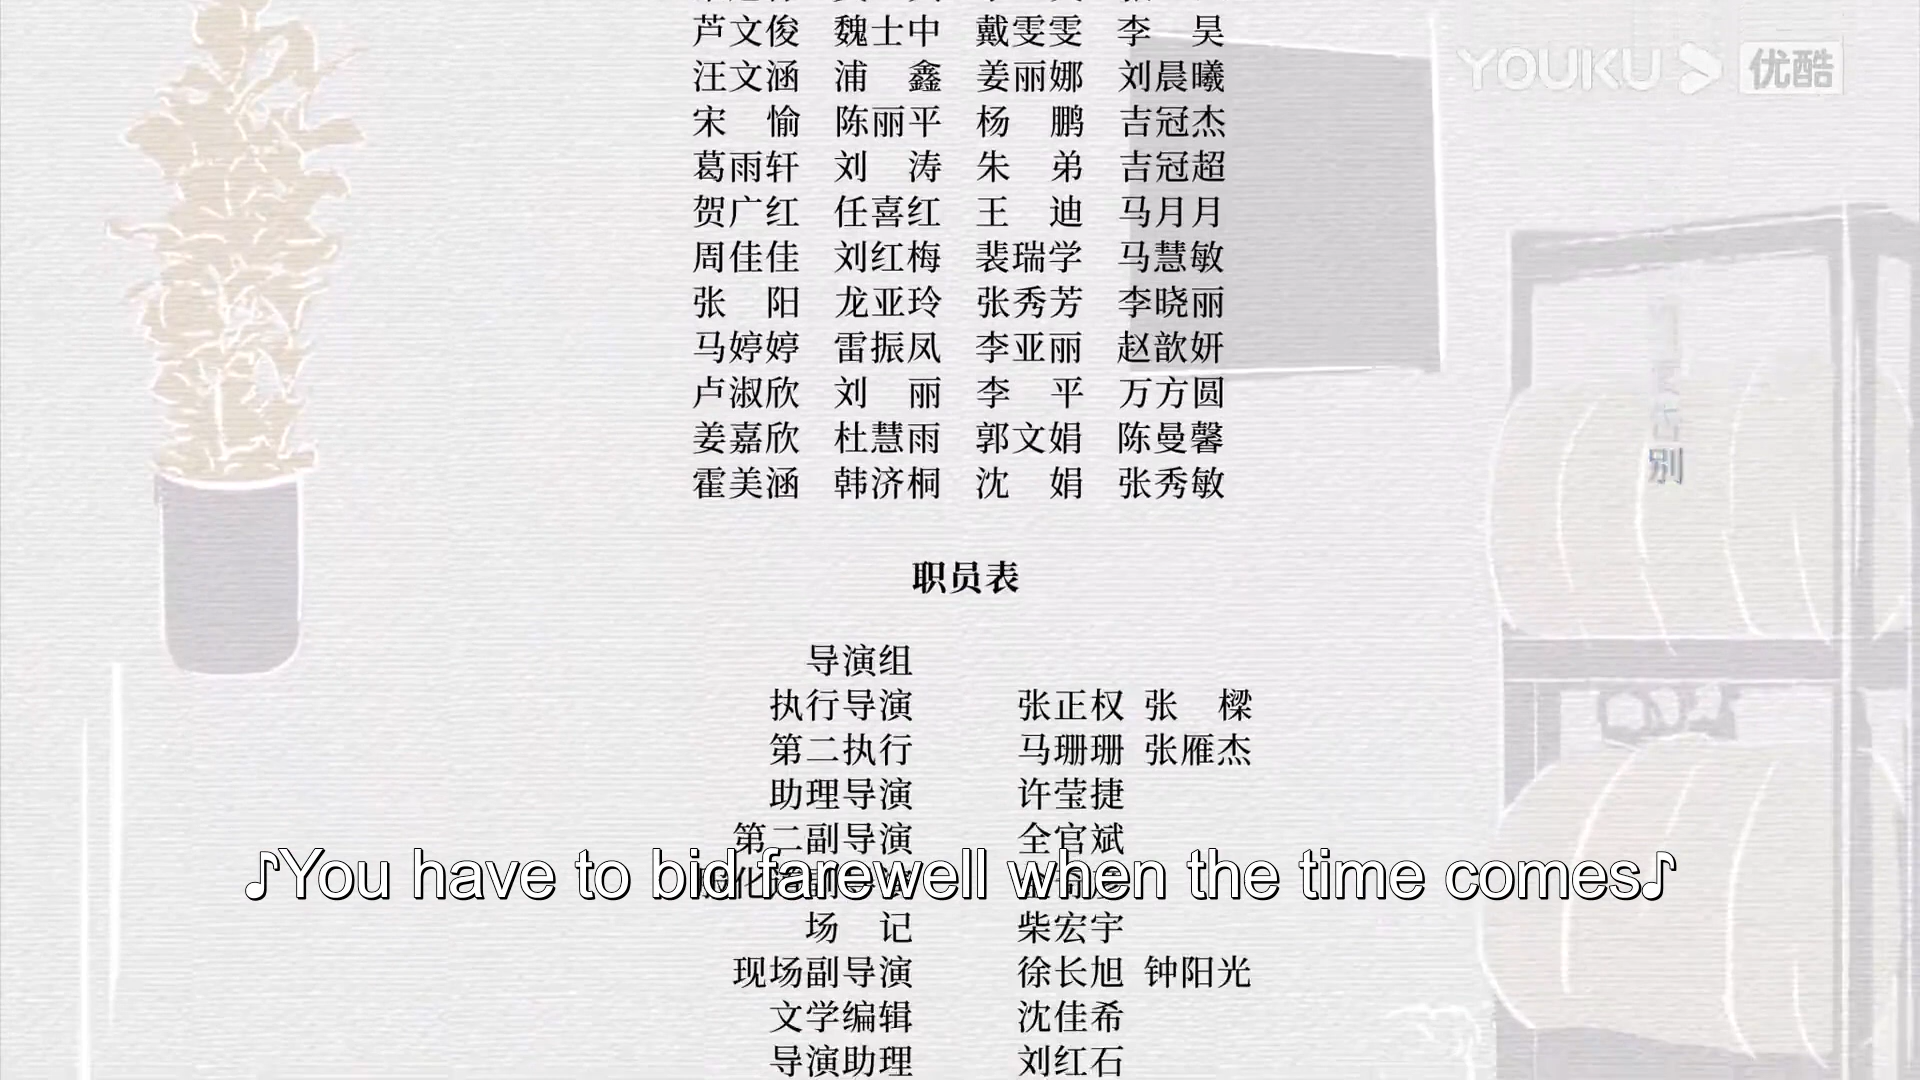 YOUKU 优酷
芦文俊 魏士中 戴雯雯 李 昊
汪文涵 浦 鑫 姜丽娜 刘晨曦
宋 愉 陈丽平 杨 鹏 吉冠杰
葛雨轩 刘 涛 朱 弟 吉冠超
贺广红 任喜红 王 迪 马月月
周佳佳 刘红梅 裴瑞学 马慧敏
张 阳 龙亚玲 张秀芳 李晓丽
马婷婷 雷振凤 李亚丽 赵歆妍
卢淑欣 刘 丽 李 平 万方圆
姜嘉欣 杜慧雨 郭文娟 陈曼馨
霍美涵 韩济桐 沈 娟 张秀敏
别
职员表
导演组
执行导演 张正权 张 樑
第二执行 马珊珊 张雁杰
助理导演 许莹捷
第二副导演 全官斌
♪You have to bid farewell when the time comes♪
场 记 柴宏宇
现场副导演 徐长旭 钟阳光
文学编辑 沈佳希
导演助理 刘红石